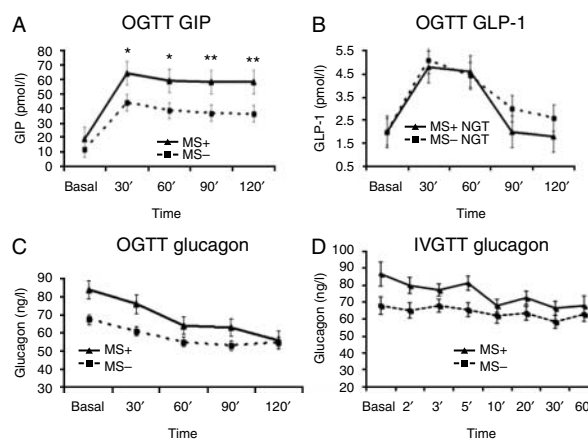 A OGTT GIP
GIP (pmol/l)
80
70
60
50
40
30
20
10
0
* * ** **
MS+
MS–
Basal 30′ 60′ 90′ 120′
Time
B OGTT GLP-1
GLP-1 (pmol/l)
5.5
4.5
3.5
2.5
1.5
MS+ NGT
MS– NGT
Basal 30′ 60′ 90′ 120′
Time
C OGTT glucagon
Glucagon (ng/l)
90
80
70
60
50
40
30
MS+
MS–
Basal 30′ 60′ 90′ 120′
Time
D IVGTT glucagon
Glucagon (ng/l)
100
90
80
70
60
50
40
30
20
MS+
MS–
Basal 2′ 3′ 5′ 10′ 20′ 30′ 60
Time